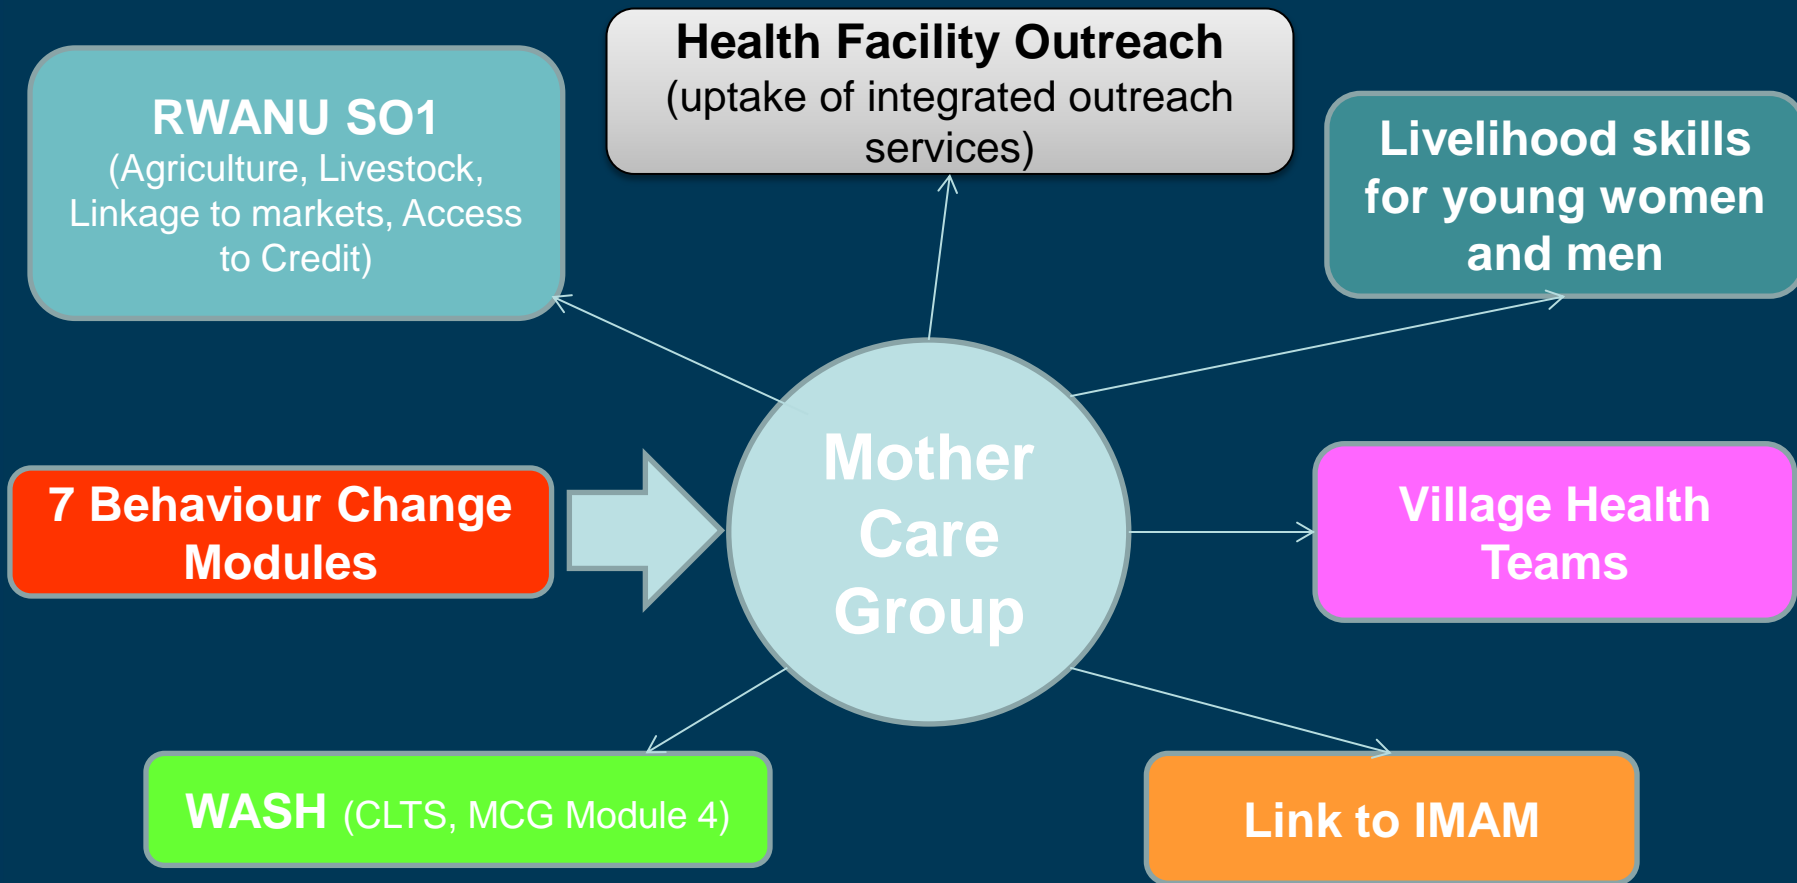 Health Facility Outreach
(uptake of integrated outreach
services)
RWANU SO1
(Agriculture, Livestock,
Linkage to markets, Access
to Credit)
Livelihood skills
for young women
and men
7 Behaviour Change
Modules
Mother
Care
Group
Village Health
Teams
WASH (CLTS, MCG Module 4)
Link to IMAM